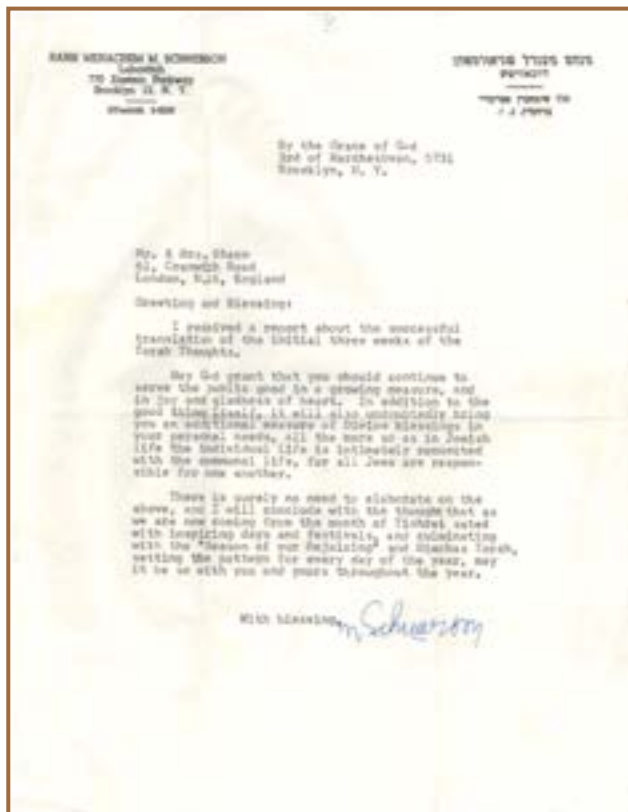 RABBI MENACHEM M. SCHNEERSON
Lubavitch
770 Eastern Parkway
Brooklyn 13, N. Y.
מנחם מענדל שניאורסאהן
ליובאוויטש
By the Grace of G-d
3rd of Marcheshvan, 5731
Brooklyn, N. Y.
Mr. & Mrs.
London, England
Greeting and Blessing:
I received a report about the successful
translation of the initial three weeks of the
Torah Thoughts.
May G-d grant that you should continue to
serve the public good in a growing measure, and
in joy and gladness of heart. In addition to the
good thing itself, it will also undoubtedly bring
you an additional measure of Divine blessings in
your personal needs, all the more so as in Jewish
life the individual life is intimately connected
with the communal life, for all Jews are respon-
sible for one another.
There is surely no need to elaborate on the
above, and I will conclude with the thought that as
we are now coming from the month of Tishrei
with inspiring days and festivals, and culminating
with the "Season of our Rejoicing" and Simchas Torah,
setting the pattern for every day of the year, may
it be so with you and yours throughout the year.
With blessing, M Schneerson